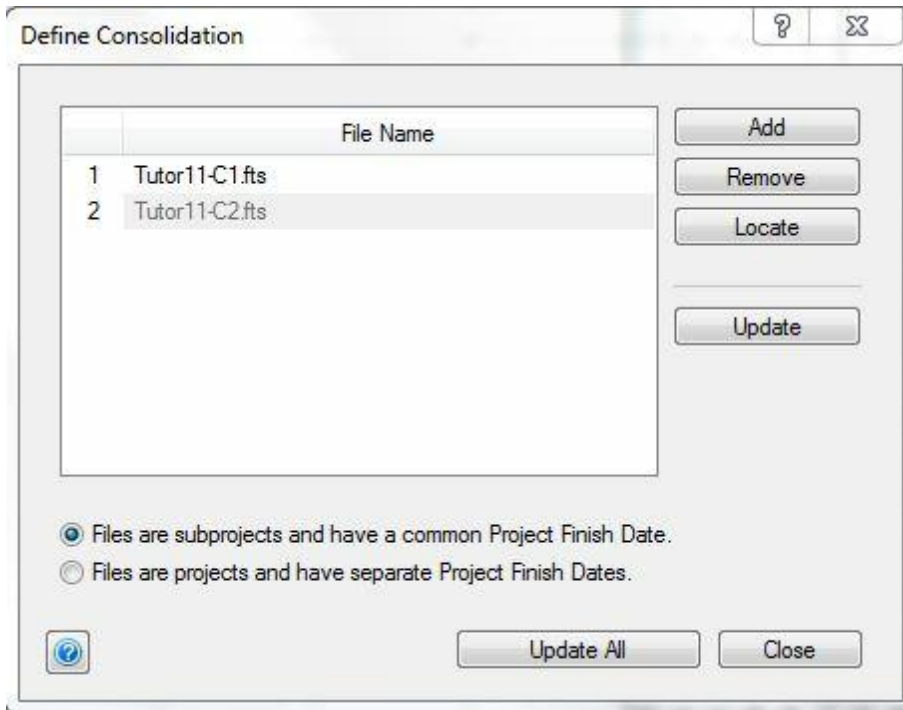 Define Consolidation
File Name
1 Tutor11-C1.fts
2 Tutor11-C2.fts
Add
Remove
Locate
Update
Files are subprojects and have a common Project Finish Date.
Files are projects and have separate Project Finish Dates.
Update All
Close